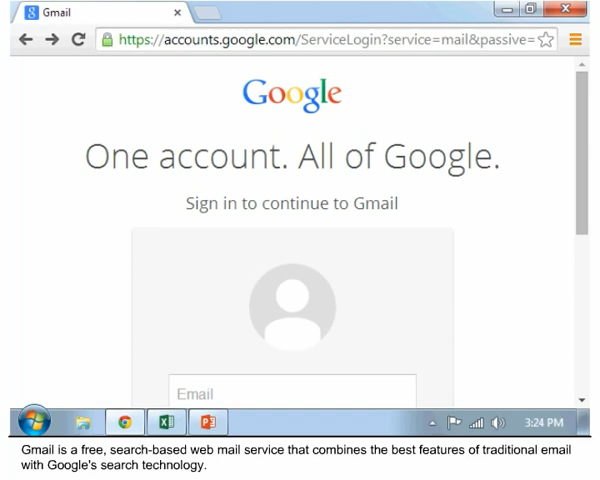 Gmail
https://accounts.google.com/ServiceLogin?service=mail&passive=
Google
One account. All of Google.
Sign in to continue to Gmail
Email
3:24 PM
Gmail is a free, search-based web mail service that combines the best features of traditional email
with Google's search technology.